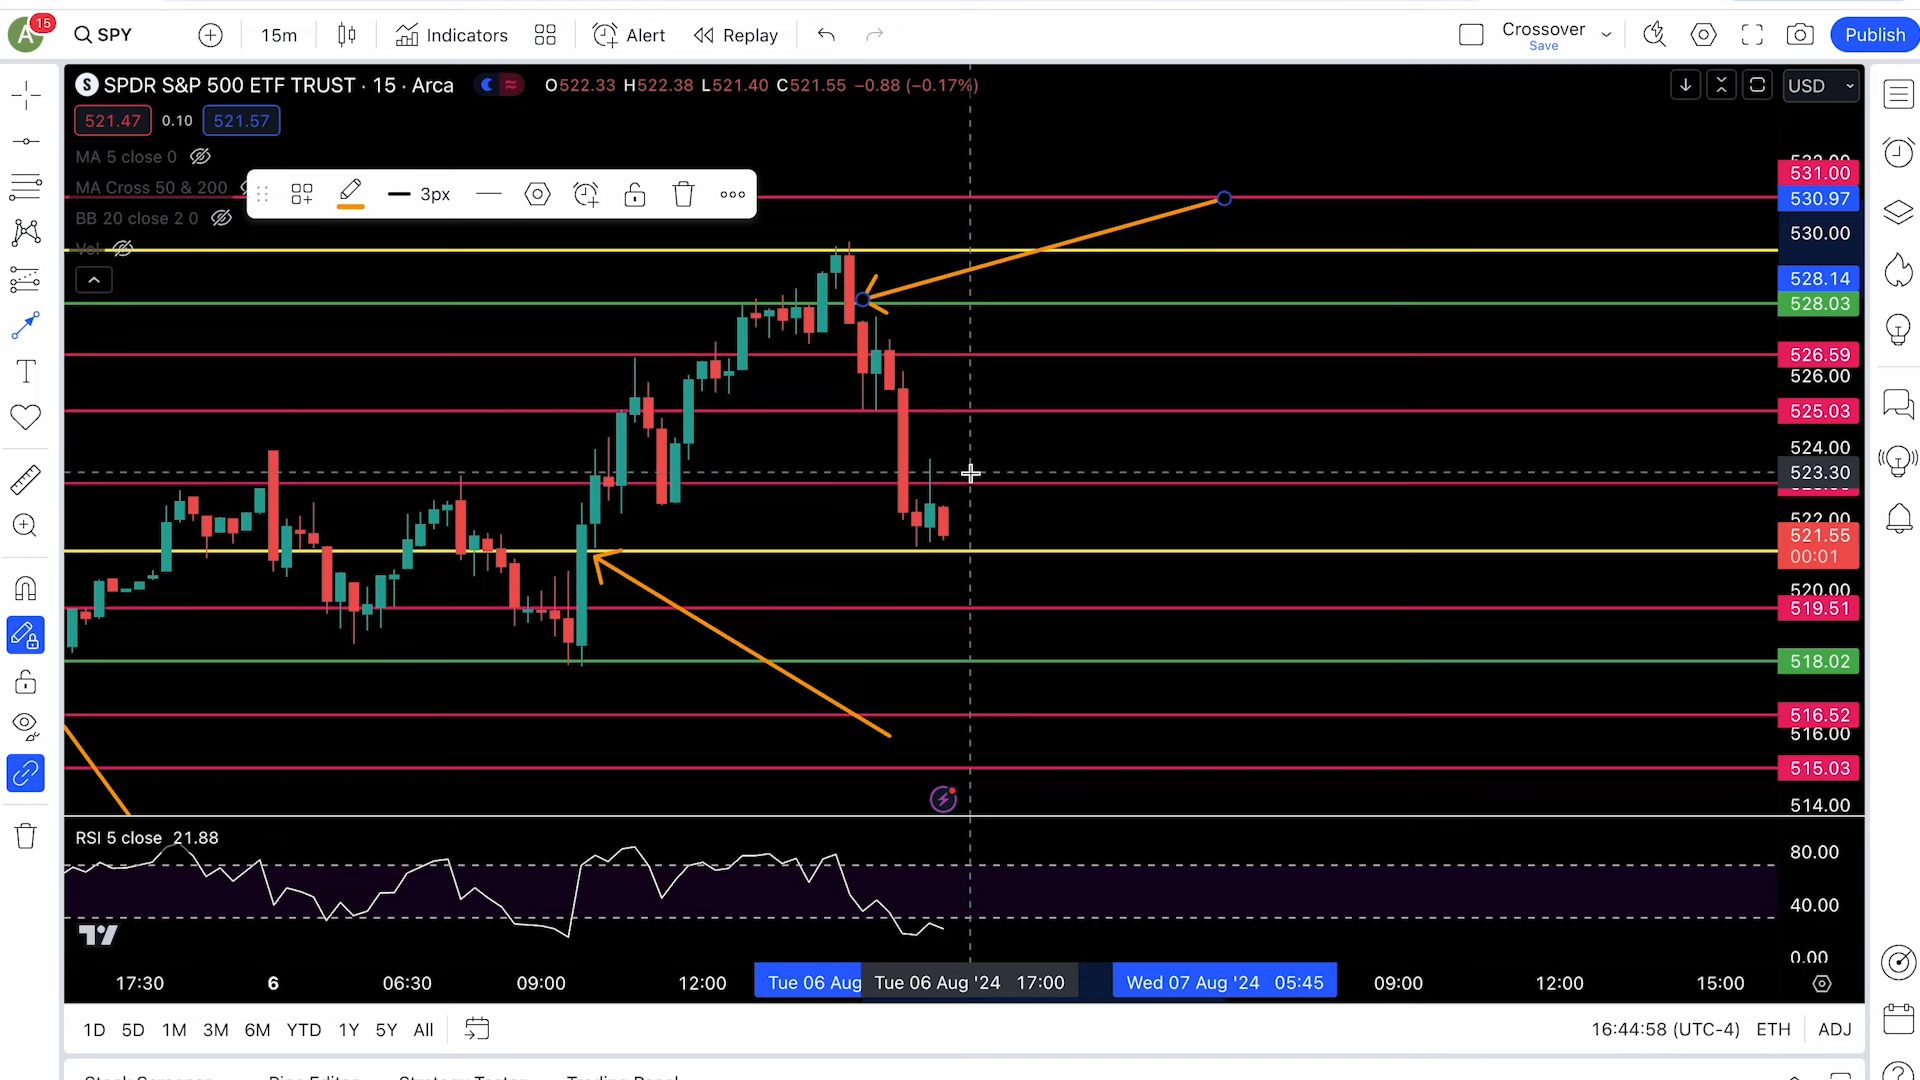 A 15 SPY 15m Indicators Alert Replay Crossover Save Publish
S SPDR S&P 500 ETF TRUST · 15 · Arca O522.33 H522.38 L521.40 C521.55 −0.88 (−0.17%) USD
521.47 0.10 521.57
MA 5 close 0
MA Cross 50 & 200
3px
BB 20 close 2 0
Vol
531.00
530.97
530.00
528.14
528.03
526.59
526.00
525.03
524.00
523.30
522.00
521.55
00:01
520.00
519.51
518.02
516.52
516.00
515.03
514.00
RSI 5 close 21.88
80.00
40.00
0.00
17:30 6 06:30 09:00 12:00 Tue 06 Aug Tue 06 Aug '24 17:00 Wed 07 Aug '24 05:45 09:00 12:00 15:00
1D 5D 1M 3M 6M YTD 1Y 5Y All 16:44:58 (UTC-4) ETH ADJ